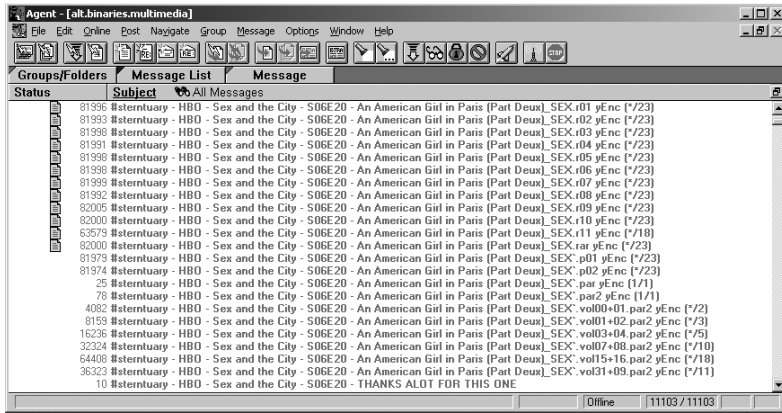 Agent - [alt.binaries.multimedia]
File Edit Online Post Navigate Group Message Options Window Help
Groups/Folders Message List Message
Status Subject All Messages
81996 #sterntuary - HBO - Sex and the City - S06E20 - An American Girl in Paris (Part Deux)_SEX.r01 yEnc (*/23)
81993 #sterntuary - HBO - Sex and the City - S06E20 - An American Girl in Paris (Part Deux)_SEX.r02 yEnc (*/23)
81998 #sterntuary - HBO - Sex and the City - S06E20 - An American Girl in Paris (Part Deux)_SEX.r03 yEnc (*/23)
81991 #sterntuary - HBO - Sex and the City - S06E20 - An American Girl in Paris (Part Deux)_SEX.r04 yEnc (*/23)
81998 #sterntuary - HBO - Sex and the City - S06E20 - An American Girl in Paris (Part Deux)_SEX.r05 yEnc (*/23)
81998 #sterntuary - HBO - Sex and the City - S06E20 - An American Girl in Paris (Part Deux)_SEX.r06 yEnc (*/23)
81999 #sterntuary - HBO - Sex and the City - S06E20 - An American Girl in Paris (Part Deux)_SEX.r07 yEnc (*/23)
81992 #sterntuary - HBO - Sex and the City - S06E20 - An American Girl in Paris (Part Deux)_SEX.r08 yEnc (*/23)
82005 #sterntuary - HBO - Sex and the City - S06E20 - An American Girl in Paris (Part Deux)_SEX.r09 yEnc (*/23)
82000 #sterntuary - HBO - Sex and the City - S06E20 - An American Girl in Paris (Part Deux)_SEX.r10 yEnc (*/23)
63579 #sterntuary - HBO - Sex and the City - S06E20 - An American Girl in Paris (Part Deux)_SEX.r11 yEnc (*/18)
82000 #sterntuary - HBO - Sex and the City - S06E20 - An American Girl in Paris (Part Deux)_SEX.rar yEnc (*/23)
81979 #sterntuary - HBO - Sex and the City - S06E20 - An American Girl in Paris (Part Deux)_SEX`.p01 yEnc (*/23)
81974 #sterntuary - HBO - Sex and the City - S06E20 - An American Girl in Paris (Part Deux)_SEX`.p02 yEnc (*/23)
25 #sterntuary - HBO - Sex and the City - S06E20 - An American Girl in Paris (Part Deux)_SEX`.par yEnc (1/1)
78 #sterntuary - HBO - Sex and the City - S06E20 - An American Girl in Paris (Part Deux)_SEX`.par2 yEnc (1/1)
4082 #sterntuary - HBO - Sex and the City - S06E20 - An American Girl in Paris (Part Deux)_SEX`.vol00+01.par2 yEnc (*/2)
8159 #sterntuary - HBO - Sex and the City - S06E20 - An American Girl in Paris (Part Deux)_SEX`.vol01+02.par2 yEnc (*/3)
16236 #sterntuary - HBO - Sex and the City - S06E20 - An American Girl in Paris (Part Deux)_SEX`.vol03+04.par2 yEnc (*/5)
32324 #sterntuary - HBO - Sex and the City - S06E20 - An American Girl in Paris (Part Deux)_SEX`.vol07+08.par2 yEnc (*/10)
64408 #sterntuary - HBO - Sex and the City - S06E20 - An American Girl in Paris (Part Deux)_SEX`.vol15+16.par2 yEnc (*/18)
36323 #sterntuary - HBO - Sex and the City - S06E20 - An American Girl in Paris (Part Deux)_SEX`.vol31+09.par2 yEnc (*/11)
10 #sterntuary - HBO - Sex and the City - S06E20 - THANKS ALOT FOR THIS ONE
Offline 11103 / 11103